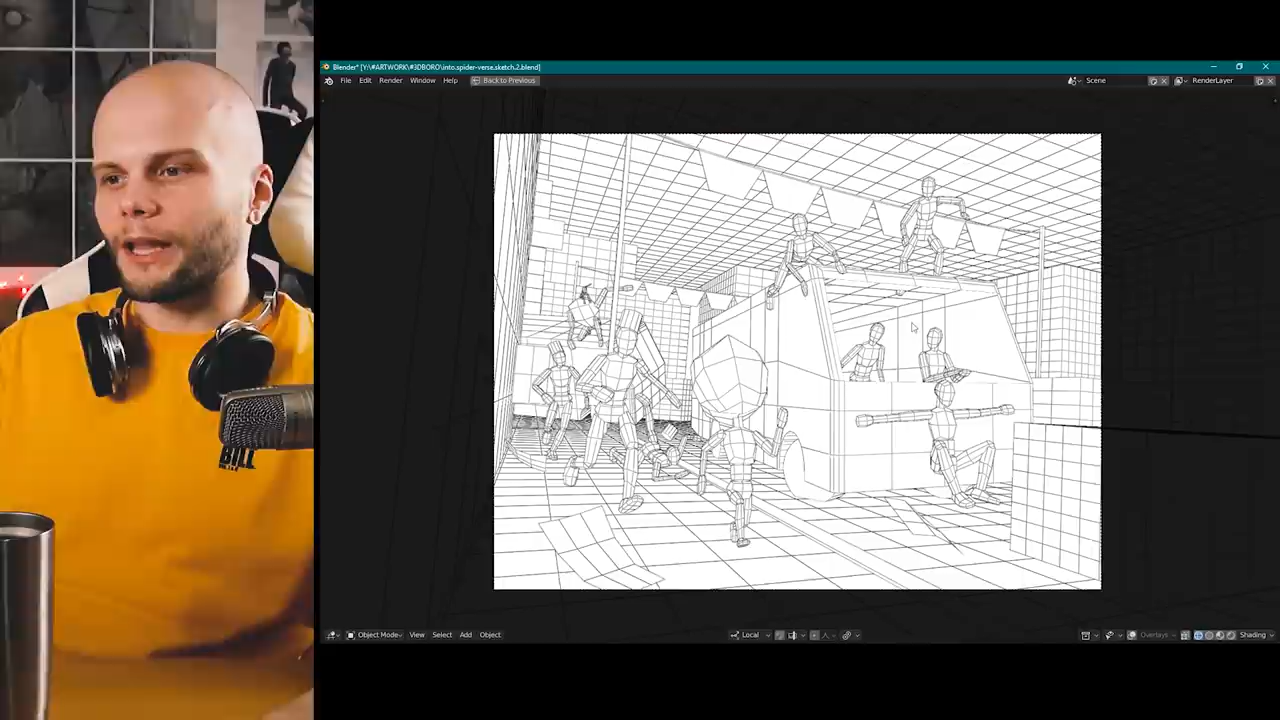 Blender* [Y:\#ARTWORK\#3DBORO\into.spider-verse.sketch.2.blend]
File Edit Render Window Help Back to Previous Scene RenderLayer
BILL
Object Mode View Select Add Object Local Overlays Shading